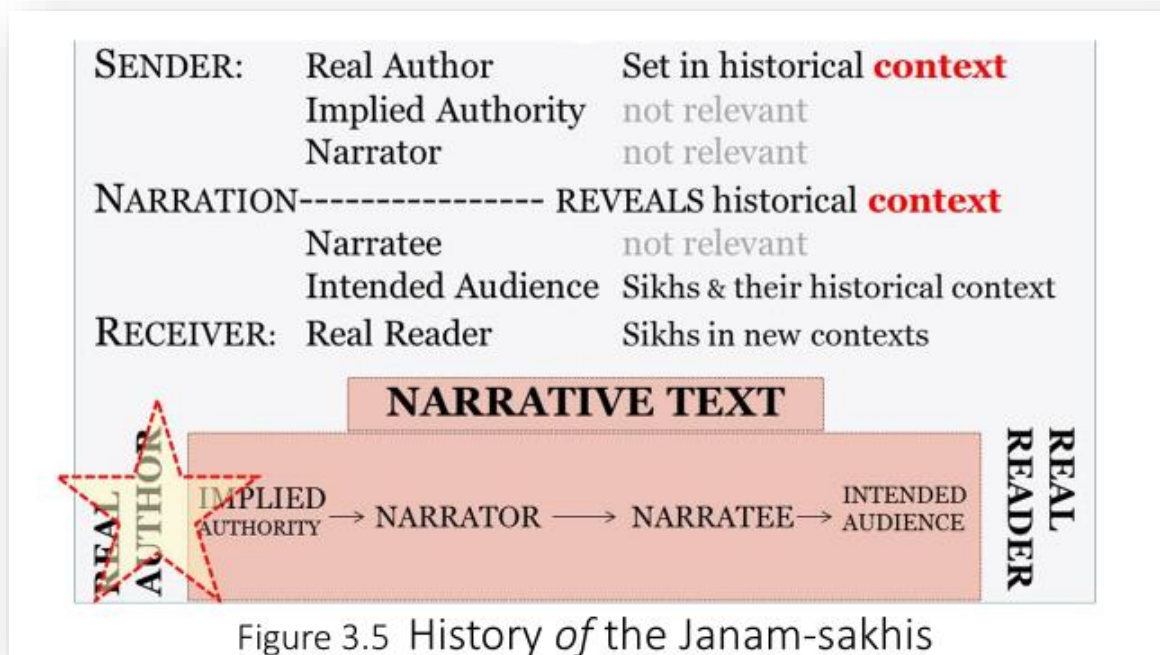 SENDER: Real Author Set in historical context
Implied Authority not relevant
Narrator not relevant
NARRATION---------------- REVEALS historical context
Narratee not relevant
Intended Audience Sikhs & their historical context
RECEIVER: Real Reader Sikhs in new contexts
NARRATIVE TEXT
REAL
AUTHOR
IMPLIED
AUTHORITY → NARRATOR → NARRATEE → INTENDED
AUDIENCE
REAL
READER
Figure 3.5 History of the Janam-sakhis